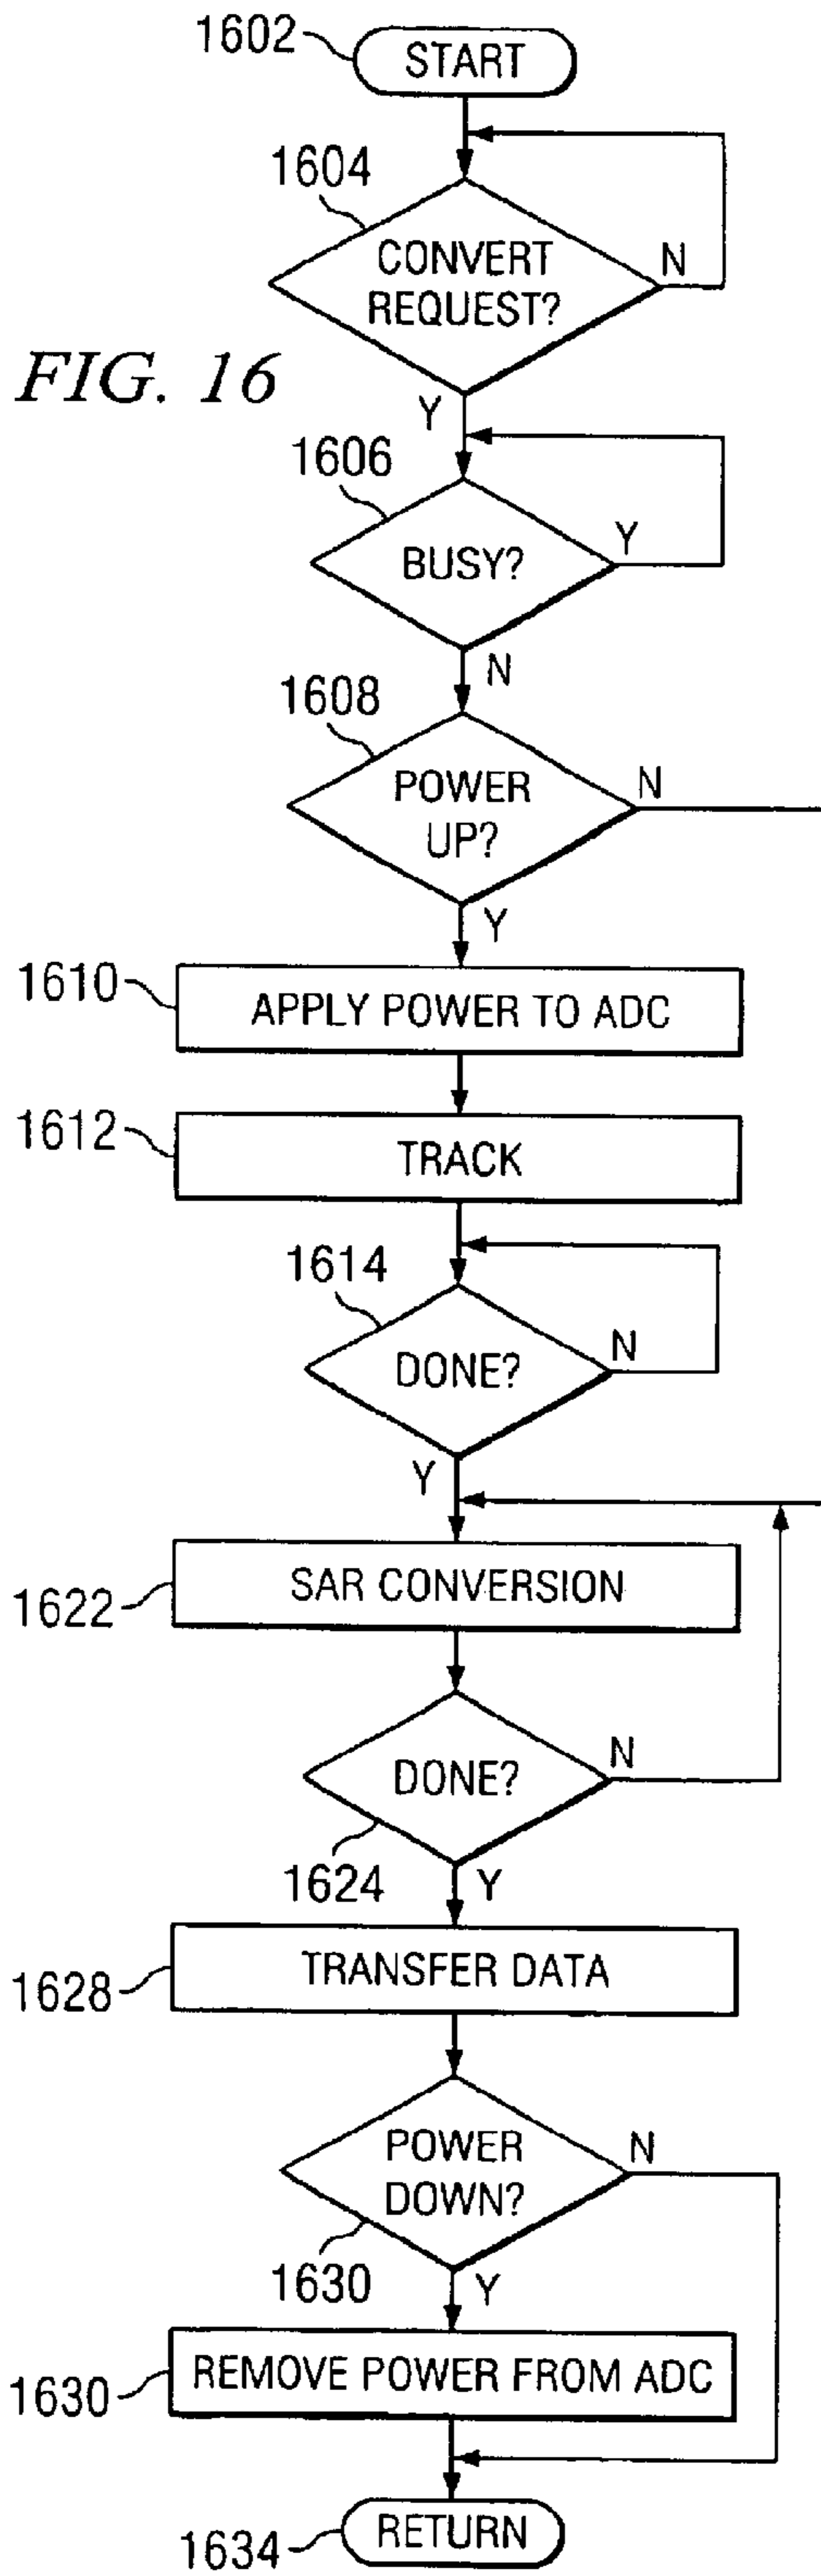 1602
START
1604
CONVERT
REQUEST?
N
FIG. 16
Y
1606
BUSY?
Y
N
1608
POWER
UP?
N
Y
1610
APPLY POWER TO ADC
1612
TRACK
1614
DONE?
N
Y
SAR CONVERSION
1622
DONE?
N
1624
Y
TRANSFER DATA
1628
POWER
DOWN?
N
1630
Y
REMOVE POWER FROM ADC
1630
RETURN
1634